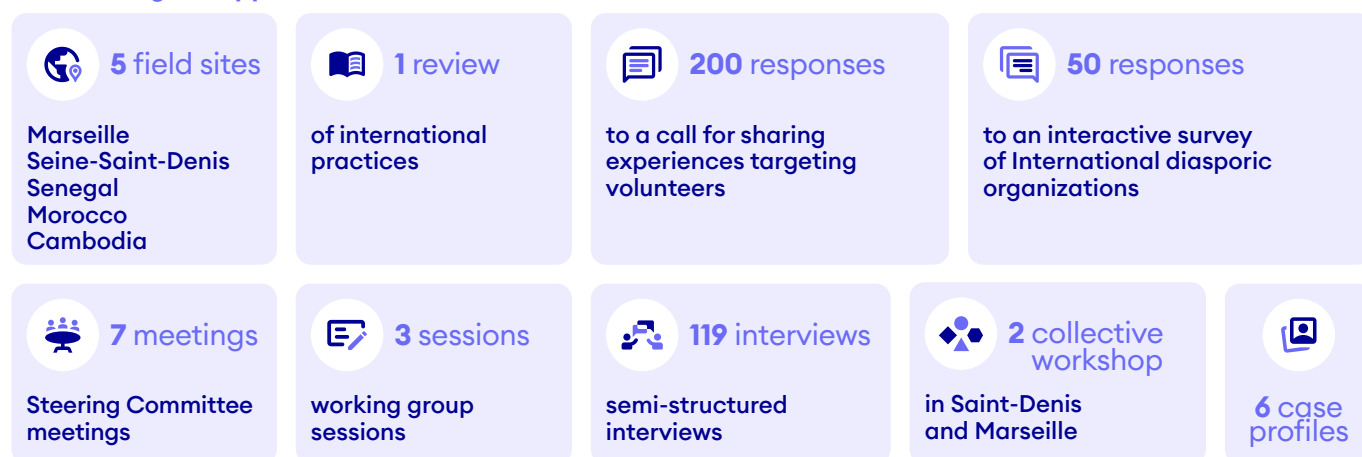 5 field sites
Marseille
Seine-Saint-Denis
Senegal
Morocco
Cambodia
1 review
of international
practices
200 responses
to a call for sharing
experiences targeting
volunteers
50 responses
to an interactive survey
of International diasporic
organizations
7 meetings
Steering Committee
meetings
3 sessions
working group
sessions
119 interviews
semi-structured
interviews
2 collective
workshop
in Saint-Denis
and Marseille
6 case
profiles